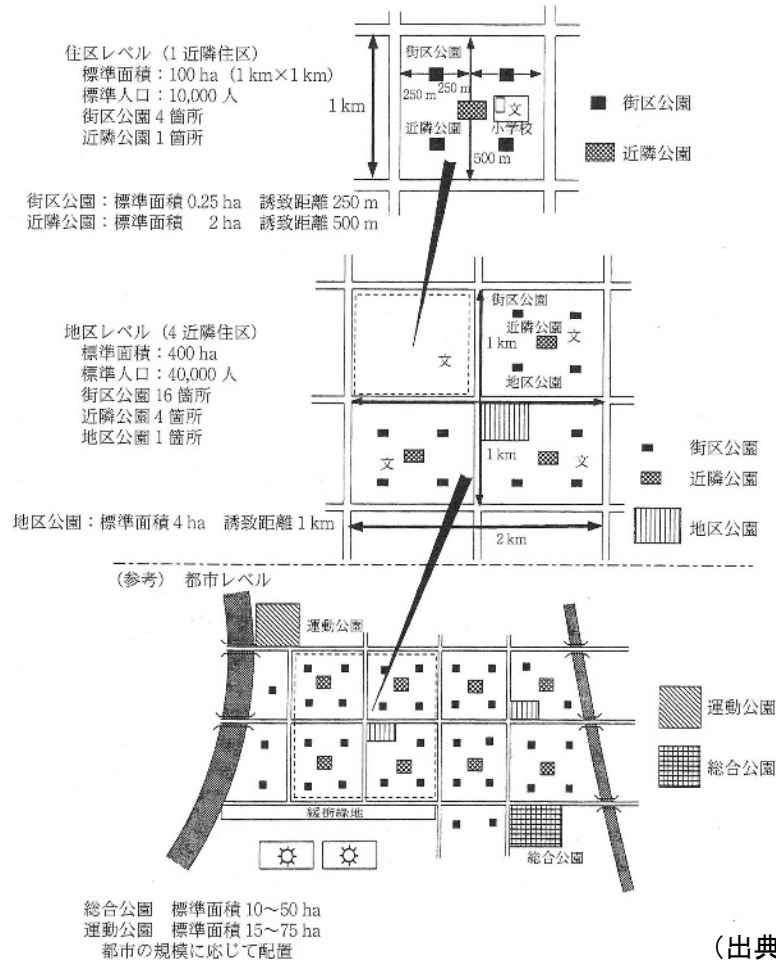 住区レベル (1 近隣住区)
標準面積：100 ha (1 km×1 km)
標準人口：10,000 人
街区公園 4 箇所
近隣公園 1 箇所
1 km
街区公園
250 m
250 m
文
近隣公園
小学校
500 m
街区公園
近隣公園
街区公園：標準面積 0.25 ha 誘致距離 250 m
近隣公園：標準面積 2 ha 誘致距離 500 m
地区レベル (4 近隣住区)
標準面積：400 ha
標準人口：40,000 人
街区公園 16 箇所
近隣公園 4 箇所
地区公園 1 箇所
文
街区公園
近隣公園
1 km
文
地区公園
文
1 km
文
2 km
街区公園
近隣公園
地区公園
地区公園：標準面積 4 ha 誘致距離 1 km
(参考) 都市レベル
運動公園
緩衝緑地
総合公園
運動公園
総合公園
総合公園 標準面積 10～50 ha
運動公園 標準面積 15～75 ha
都市の規模に応じて配置
（出典